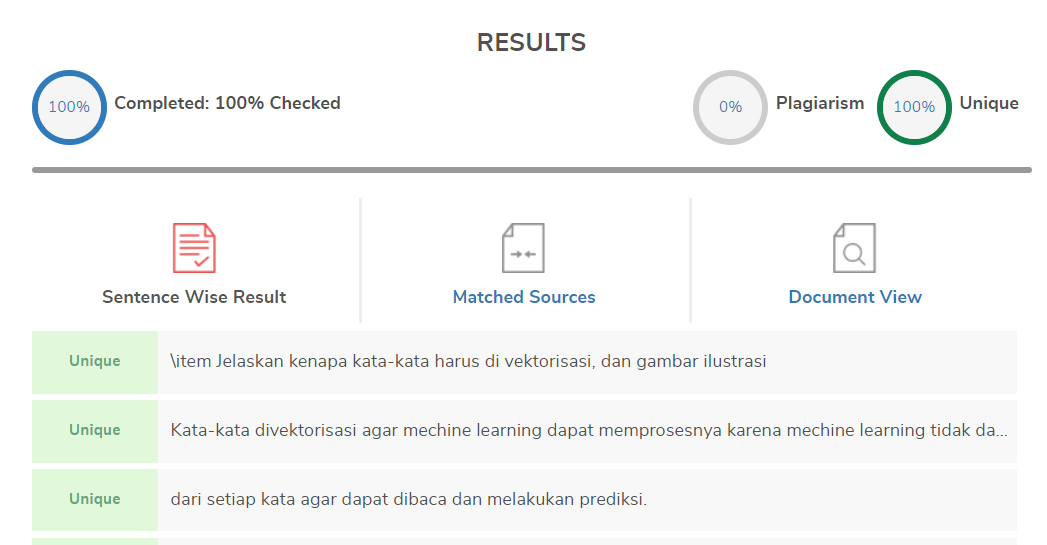 RESULTS
100% Completed: 100% Checked 0% Plagiarism 100% Unique
Sentence Wise Result Matched Sources Document View
Unique \item Jelaskan kenapa kata-kata harus di vektorisasi, dan gambar ilustrasi
Unique Kata-kata divektorisasi agar mechine learning dapat memprosesnya karena mechine learning tidak da...
Unique dari setiap kata agar dapat dibaca dan melakukan prediksi.